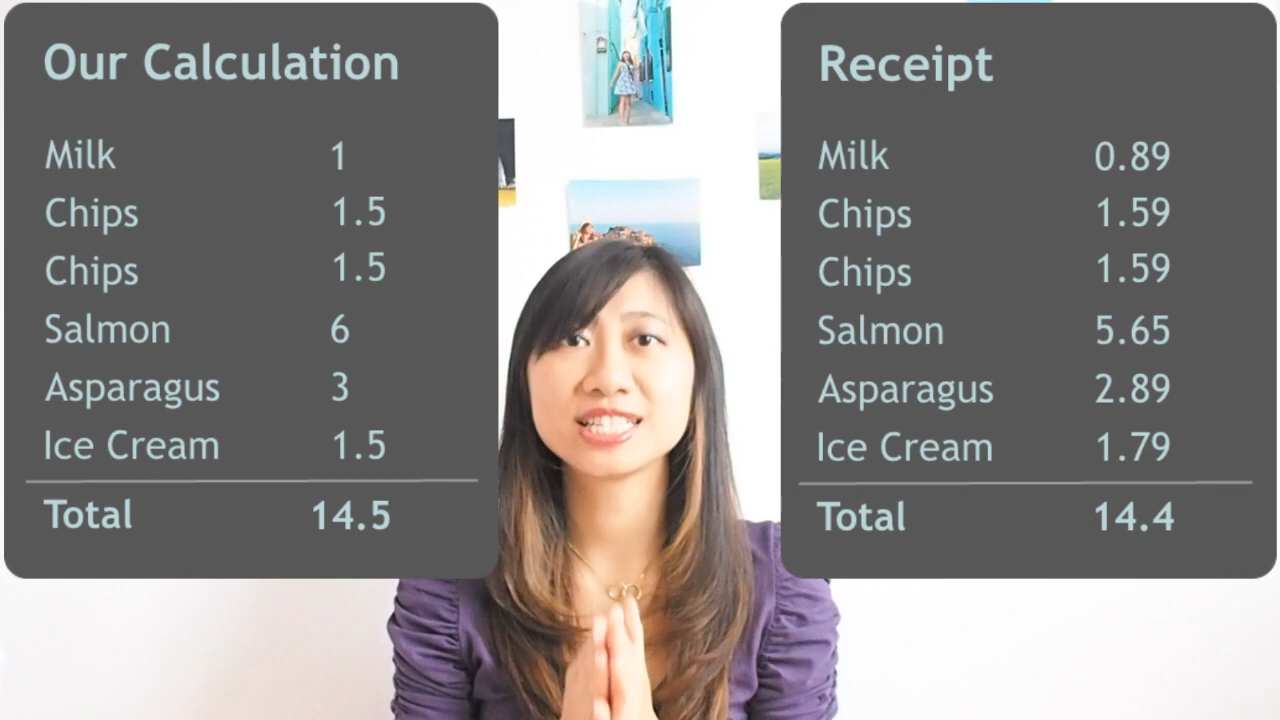 Our Calculation
Milk 1
Chips 1.5
Chips 1.5
Salmon 6
Asparagus 3
Ice Cream 1.5
Total 14.5
Receipt
Milk 0.89
Chips 1.59
Chips 1.59
Salmon 5.65
Asparagus 2.89
Ice Cream 1.79
Total 14.4